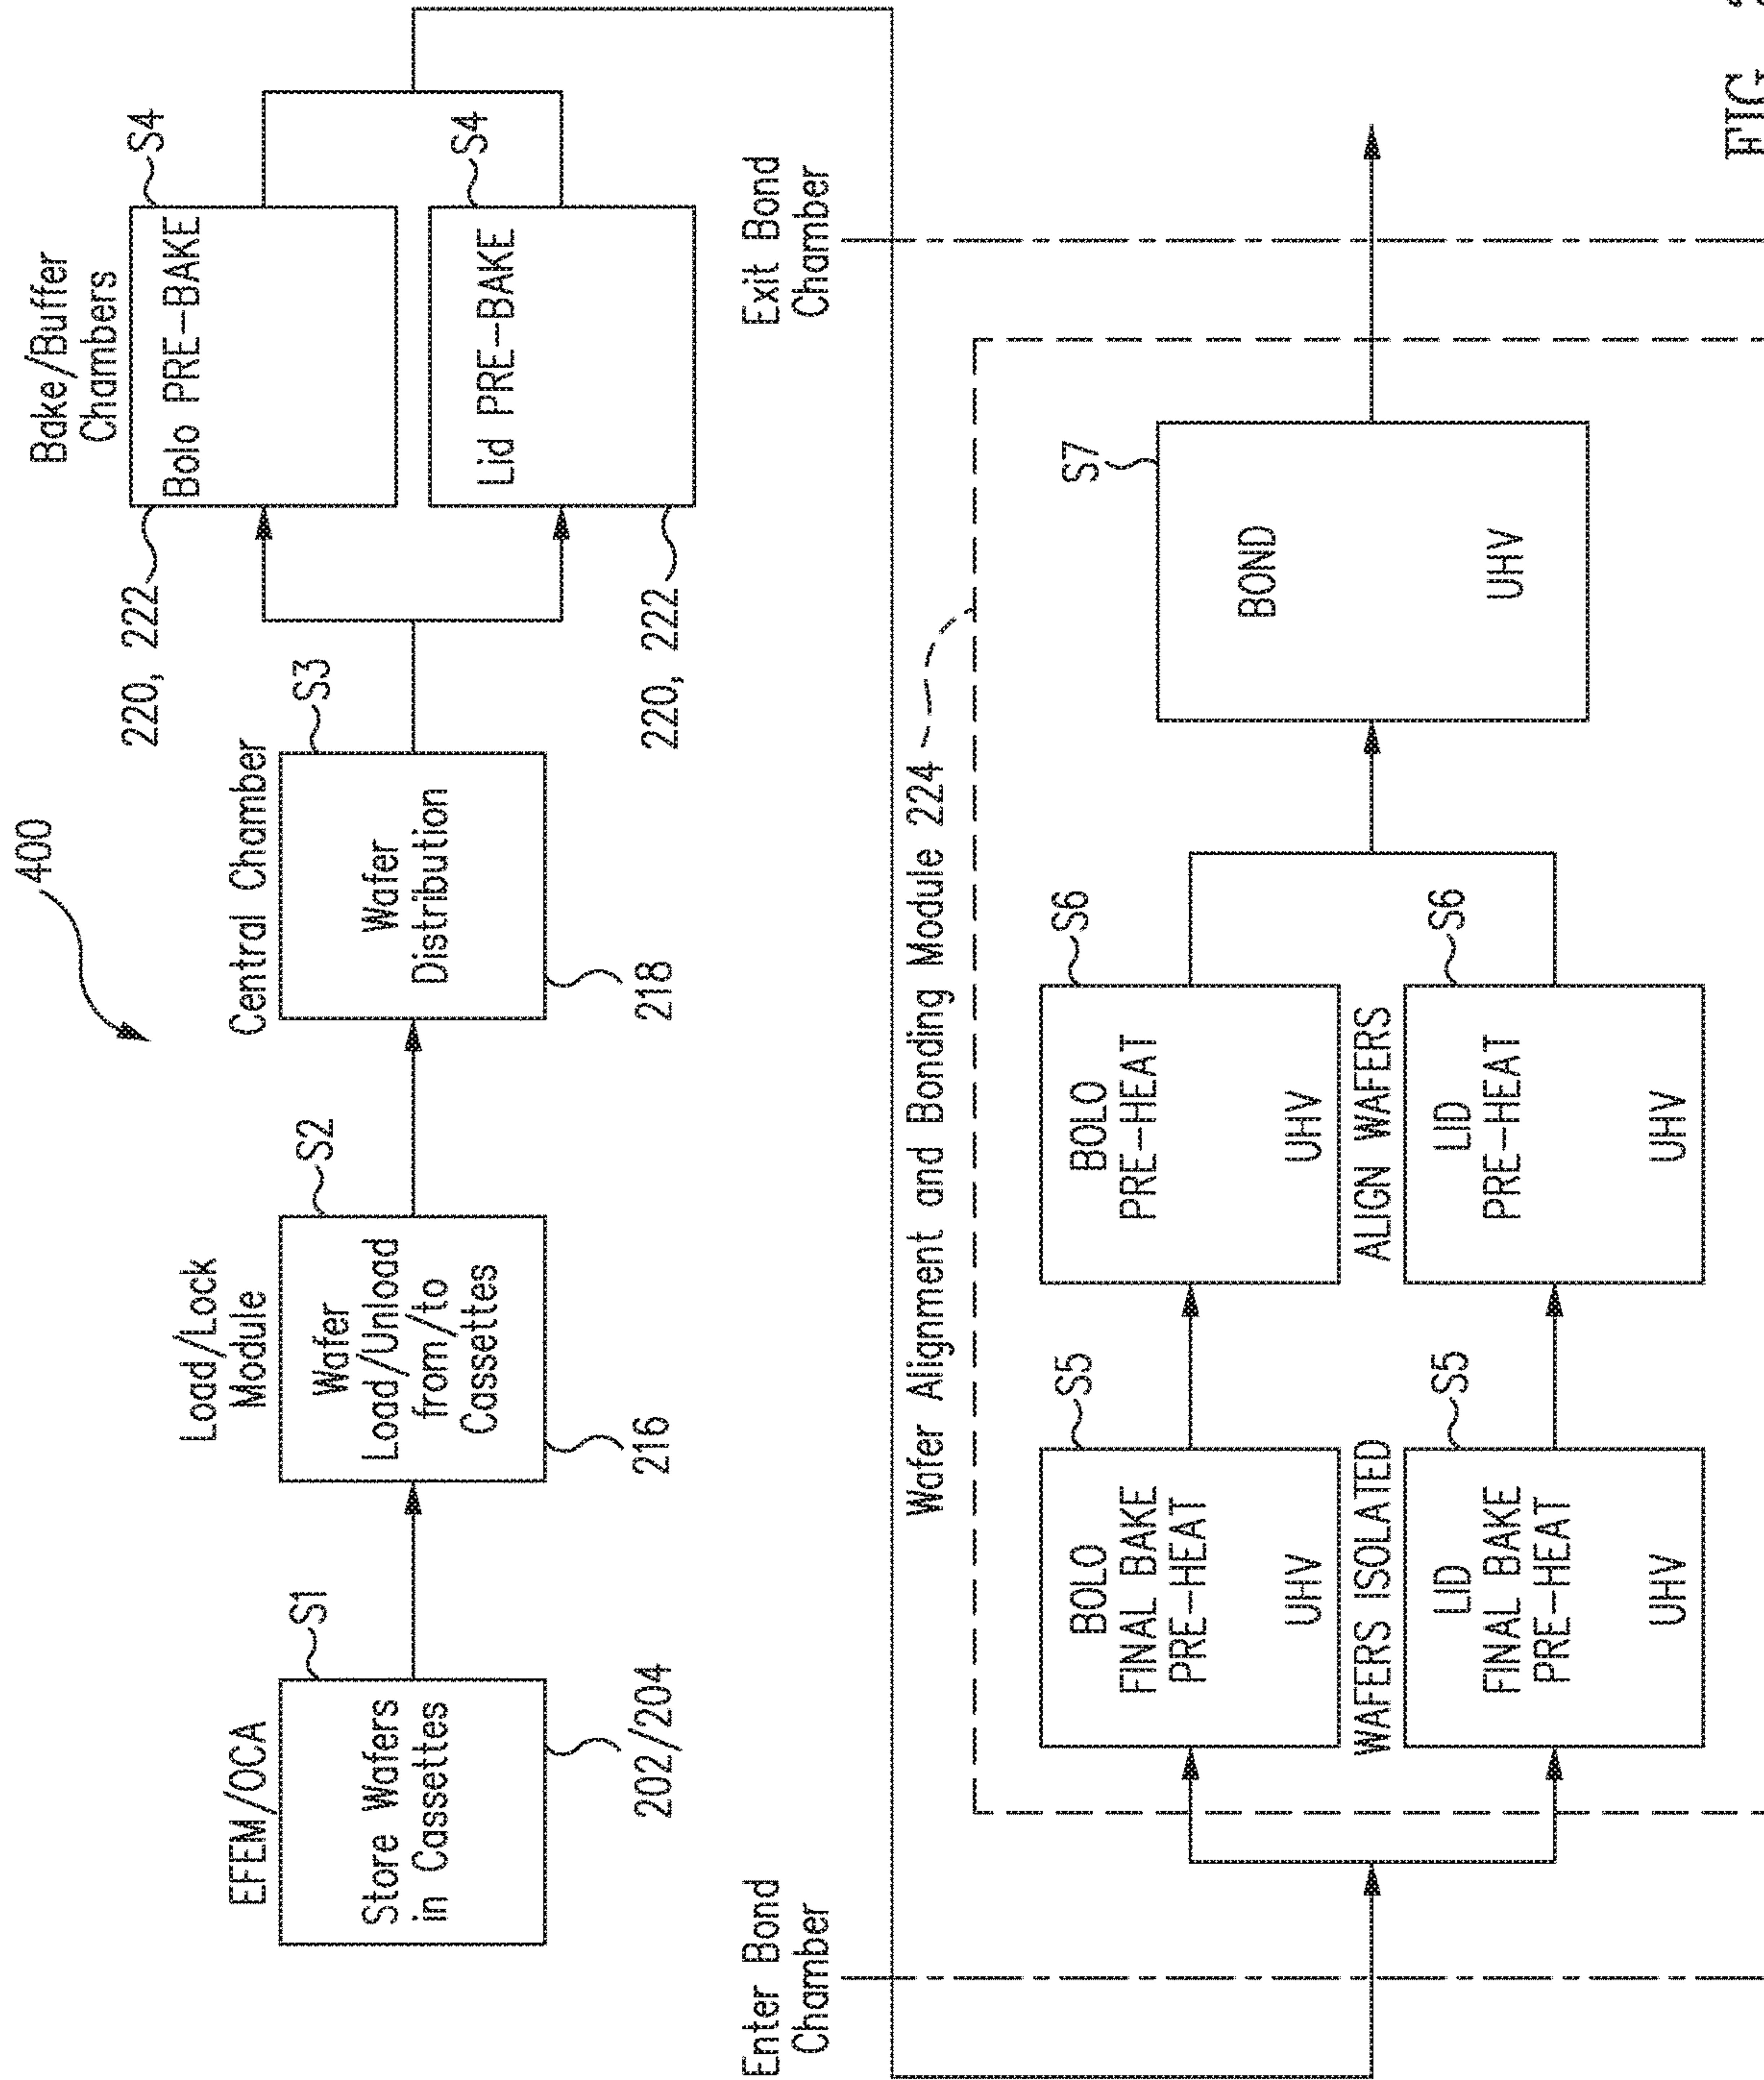 400
EFEM/OCA
S1
Store Wafers
in Cassettes
202/204
Load/Lock
Module
S2
Wafer
Load/Unload
from/to
Cassettes
216
Central Chamber
S3
Wafer
Distribution
218
Bake/Buffer
Chambers
220, 222
S4
Bolo PRE-BAKE
S4
Lid PRE-BAKE
220, 222
Enter Bond
Chamber
Exit Bond
Chamber
Wafer Alignment and Bonding Module 224
S5
BOLO
FINAL BAKE
PRE-HEAT
UHV
WAFERS ISOLATED
S5
LID
FINAL BAKE
PRE-HEAT
UHV
S6
BOLO
PRE-HEAT
UHV
ALIGN WAFERS
S6
LID
PRE-HEAT
UHV
S7
BOND
UHV
FIG.